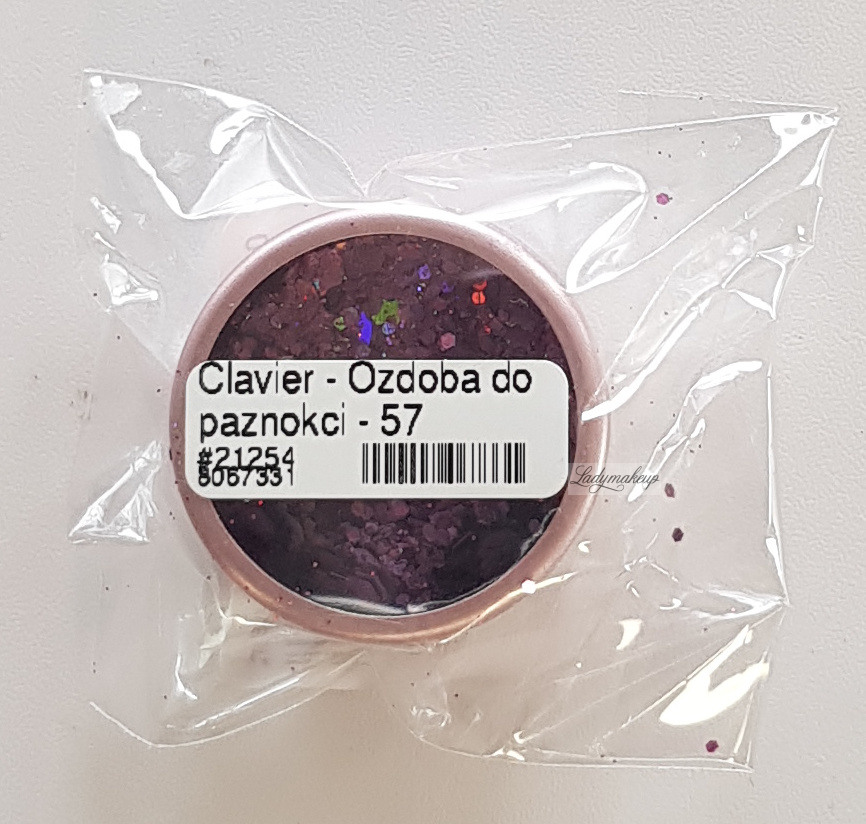 Clavier - Ozdoba do
paznokci - 57
#21254
8067331
Ladymakeup